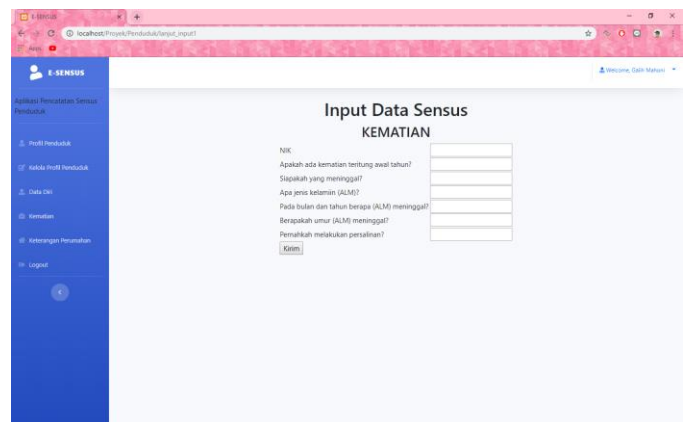 E-SENSUS
localhost/Proyek/Penduduk/lanjut_input1
Apps
E-SENSUS
Welcome, Galih
Aplikasi Pencatatan Sensus
Penduduk
Profil Penduduk
Kelola Profil Penduduk
Data Diri
Kematian
Keterangan Perumahan
Logout
Input Data Sensus
KEMATIAN
NIK
Apakah ada kematian teritung awal tahun?
Siapakah yang meninggal?
Apa jenis kelamiin (ALM)?
Pada bulan dan tahun berapa (ALM) meninggal?
Berapakah umur (ALM) meninggal?
Pernahkah melakukan persalinan?
Kirim